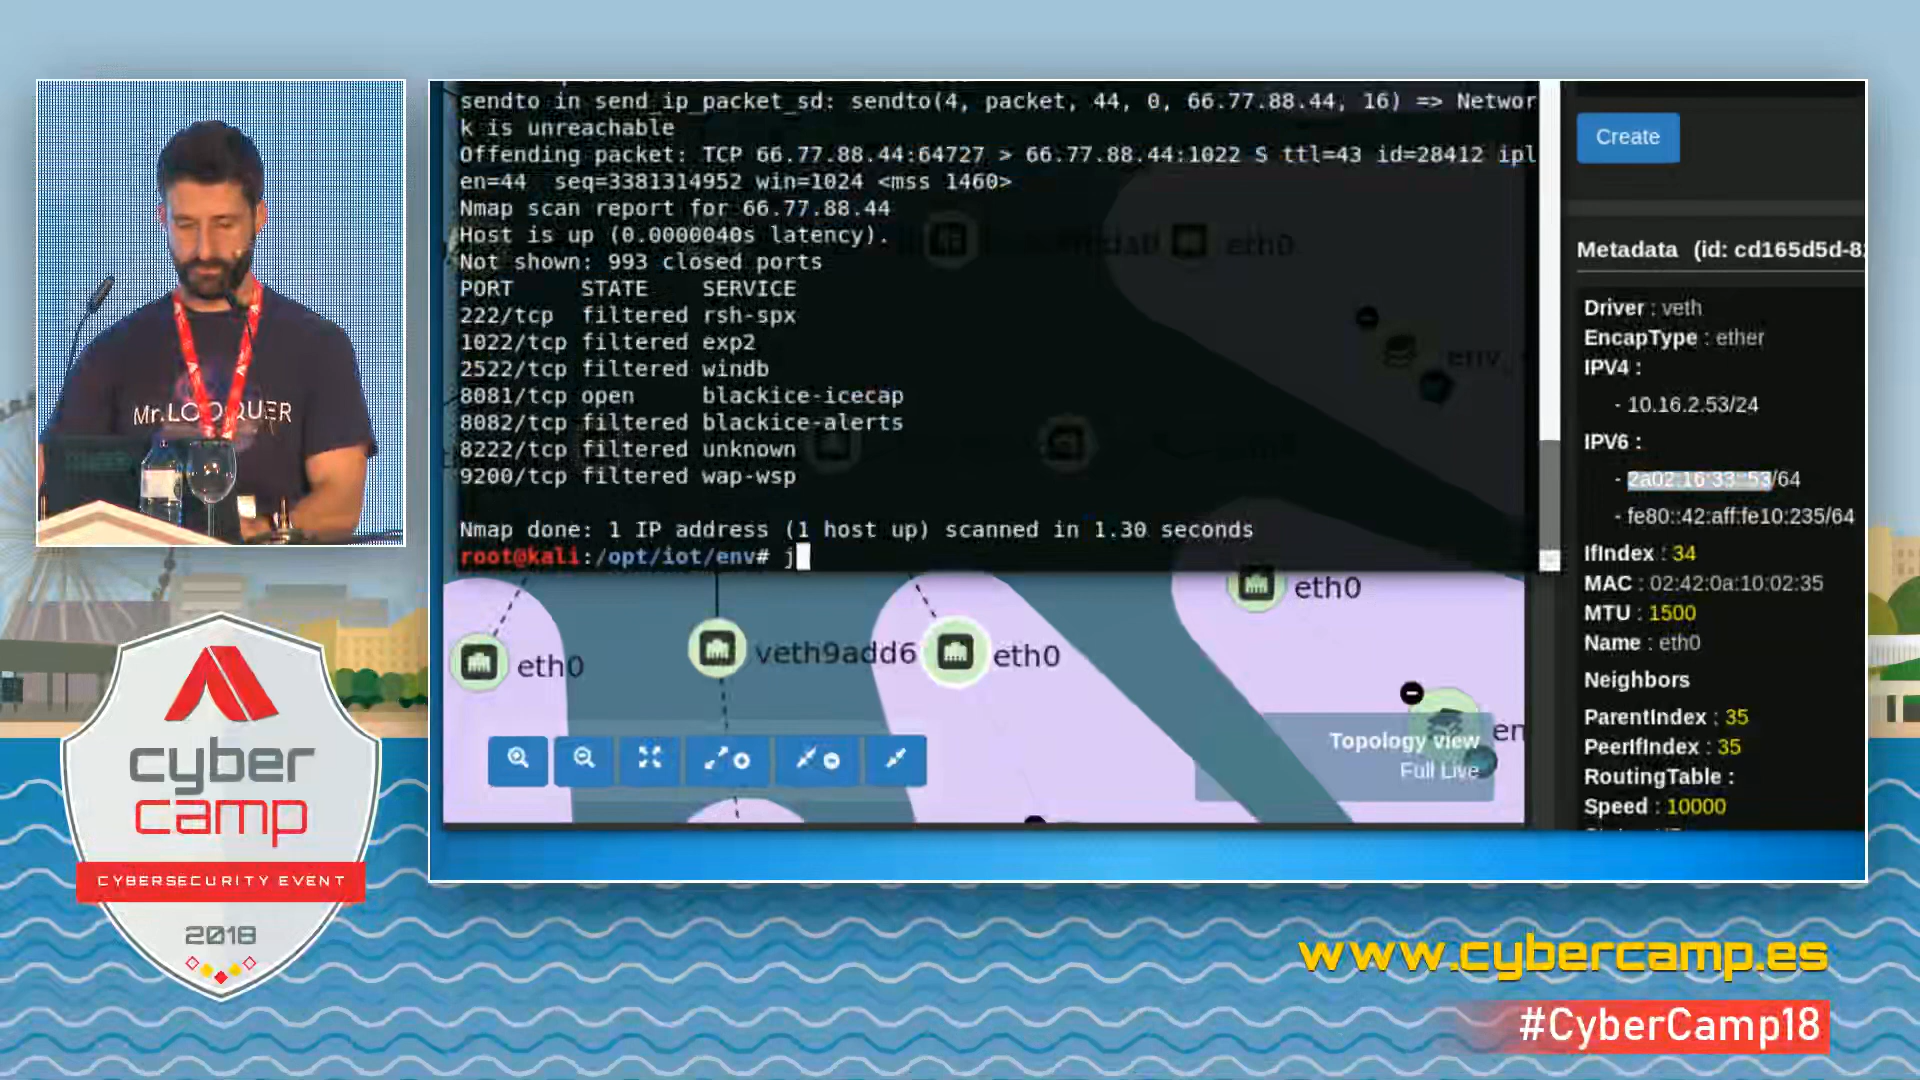 sendto in send_ip_packet_sd: sendto(4, packet, 44, 0, 66.77.88.44, 16) => Networ
k is unreachable
Offending packet: TCP 66.77.88.44:64727 > 66.77.88.44:1022 S ttl=43 id=28412 ipl
en=44  seq=3381314952 win=1024 <mss 1460>
Nmap scan report for 66.77.88.44
Host is up (0.0000040s latency).
Not shown: 993 closed ports
PORT     STATE    SERVICE
222/tcp  filtered rsh-spx
1022/tcp filtered exp2
2522/tcp filtered windb
8081/tcp open     blackice-icecap
8082/tcp filtered blackice-alerts
8222/tcp filtered unknown
9200/tcp filtered wap-wsp
Nmap done: 1 IP address (1 host up) scanned in 1.30 seconds
root@kali:/opt/iot/env# j
eth0
env
eth0
eth0
veth9add6
eth0
en
Topology view
Full Live
Create
Metadata (id: cd165d5d-8
Driver : veth
EncapType : ether
IPV4 :
- 10.16.2.53/24
IPV6 :
- 2a02:16:33::53/64
- fe80::42:aff:fe10:235/64
IfIndex : 34
MAC : 02:42:0a:10:02:35
MTU : 1500
Name : eth0
Neighbors
ParentIndex : 35
PeerIfIndex : 35
RoutingTable :
Speed : 10000
Mr.LOOQUER
cyber
camp
CYBERSECURITY EVENT
2018
www.cybercamp.es
#CyberCamp18